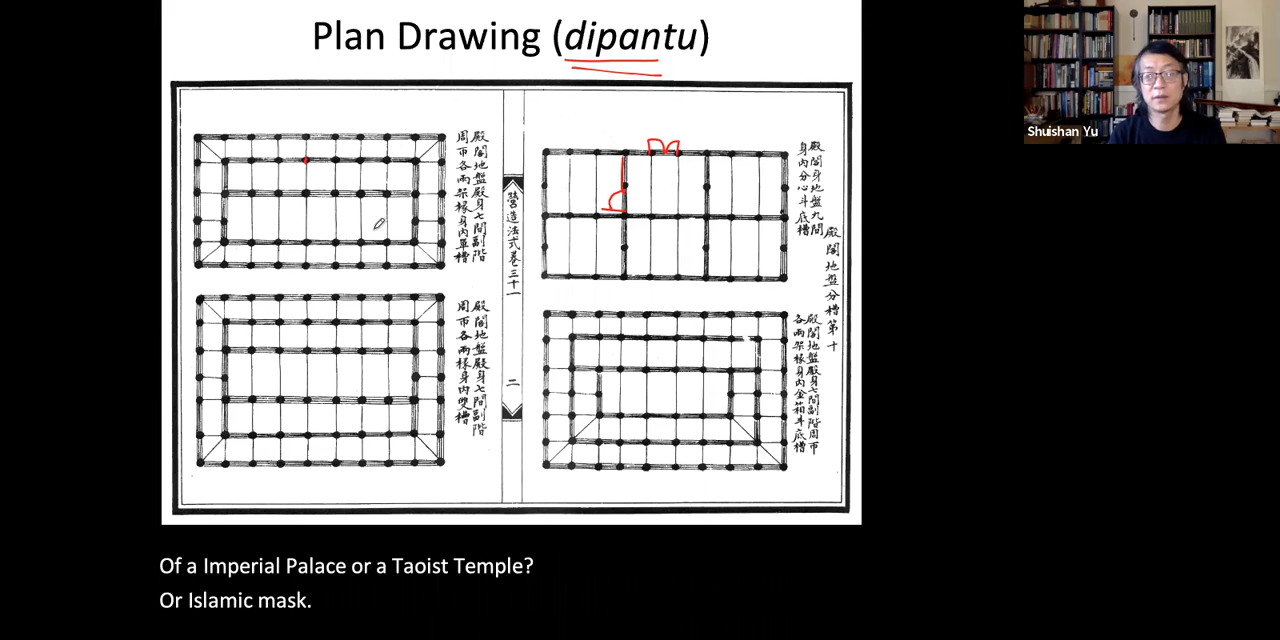 Plan Drawing (dipantu)
殿閣地盤分槽第十
殿閣身地盤九間
身內分心斗底槽
殿閣地盤殿身七間副階周帀
各兩架椽身內金箱斗底槽
營造法式卷三十一
二
殿閣地盤殿身七間副階
周帀各兩架椽身內單槽
殿閣地盤殿身七間副階
周帀各兩椽身內雙槽
Shuishan Yu
Of a Imperial Palace or a Taoist Temple?
Or Islamic mask.